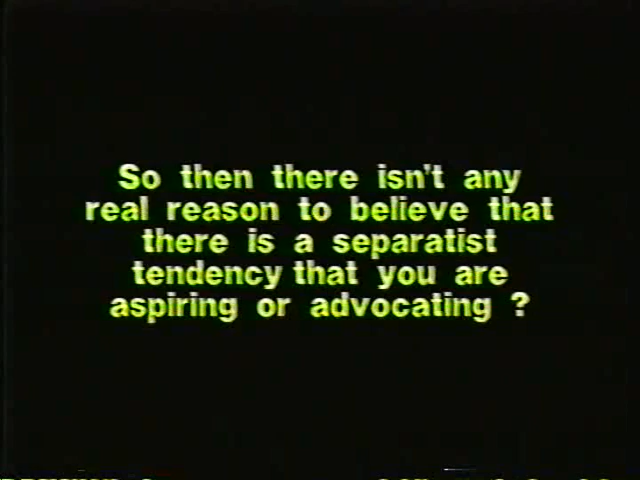 So then there isn't any
real reason to believe that
there is a separatist
tendency that you are
aspiring or advocating ?